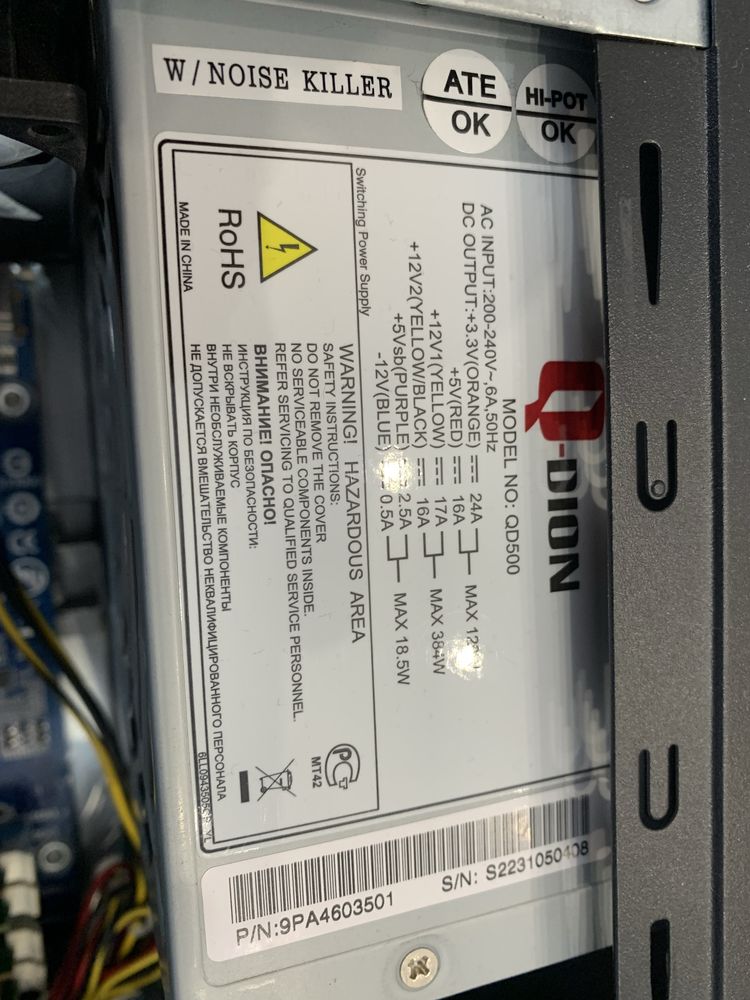 W/NOISE KILLER
ATE
OK
HI-POT
OK
Q-DION
MODEL NO: QD500
AC INPUT:200-240V~,6A,50Hz
DC OUTPUT:+3.3V(ORANGE) 24A
+5V(RED) 16A
+12V1(YELLOW) 17A
+12V2(YELLOW/BLACK) 16A
+5Vsb(PURPLE) 2.5A
-12V(BLUE) 0.5A
MAX
MAX 384W
MAX 18.5W
Switching Power Supply
WARNING! HAZARDOUS AREA
SAFETY INSTRUCTIONS:
DO NOT REMOVE THE COVER
NO SERVICEABLE COMPONENTS INSIDE.
REFER SERVICING TO QUALIFIED SERVICE PERSONNEL.
ВНИМАНИЕ! ОПАСНО!
ИНСТРУКЦИЯ ПО БЕЗОПАСНОСТИ:
НЕ ВСКРЫВАТЬ КОРПУС
ВНУТРИ НЕОБСЛУЖИВАЕМЫЕ КОМПОНЕНТЫ
НЕ ДОПУСКАЕТСЯ ВМЕШАТЕЛЬСТВО НЕКВАЛИФИЦИРОВАННОГО ПЕРСОНАЛА
RoHS
MADE IN CHINA
РСТ
MT42
S/N: S2231050408
P/N:9PA4603501